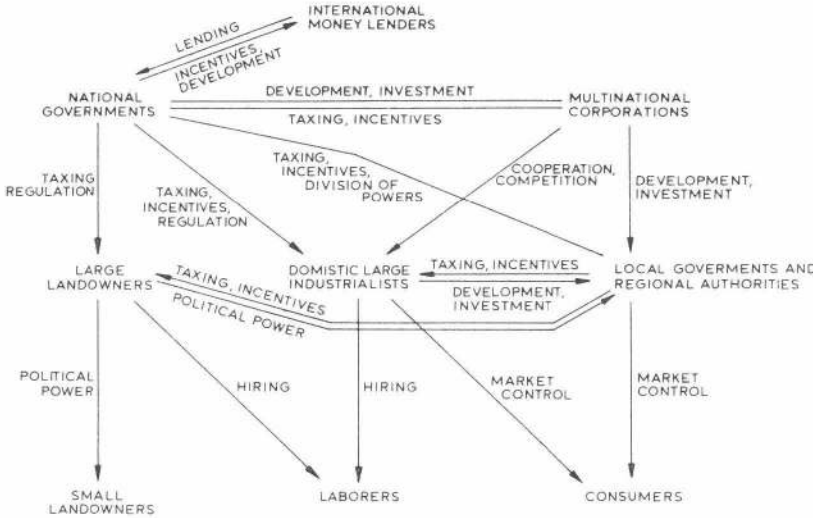 INTERNATIONAL
MONEY LENDERS
LENDING
INCENTIVES,
DEVELOPMENT
NATIONAL
GOVERNMENTS
DEVELOPMENT, INVESTMENT
TAXING, INCENTIVES
MULTINATIONAL
CORPORATIONS
TAXING
REGULATION
TAXING,
INCENTIVES,
REGULATION
TAXING,
INCENTIVES,
DIVISION OF
POWERS
COOPERATION,
COMPETITION
DEVELOPMENT,
INVESTMENT
LARGE
LANDOWNERS
TAXING, INCENTIVES
POLITICAL POWER
DOMISTIC LARGE
INDUSTRIALISTS
TAXING, INCENTIVES
DEVELOPMENT,
INVESTMENT
LOCAL GOVERMENTS AND
REGIONAL AUTHORITIES
POLITICAL
POWER
HIRING
HIRING
MARKET
CONTROL
MARKET
CONTROL
SMALL
LANDOWNERS
LABORERS
CONSUMERS